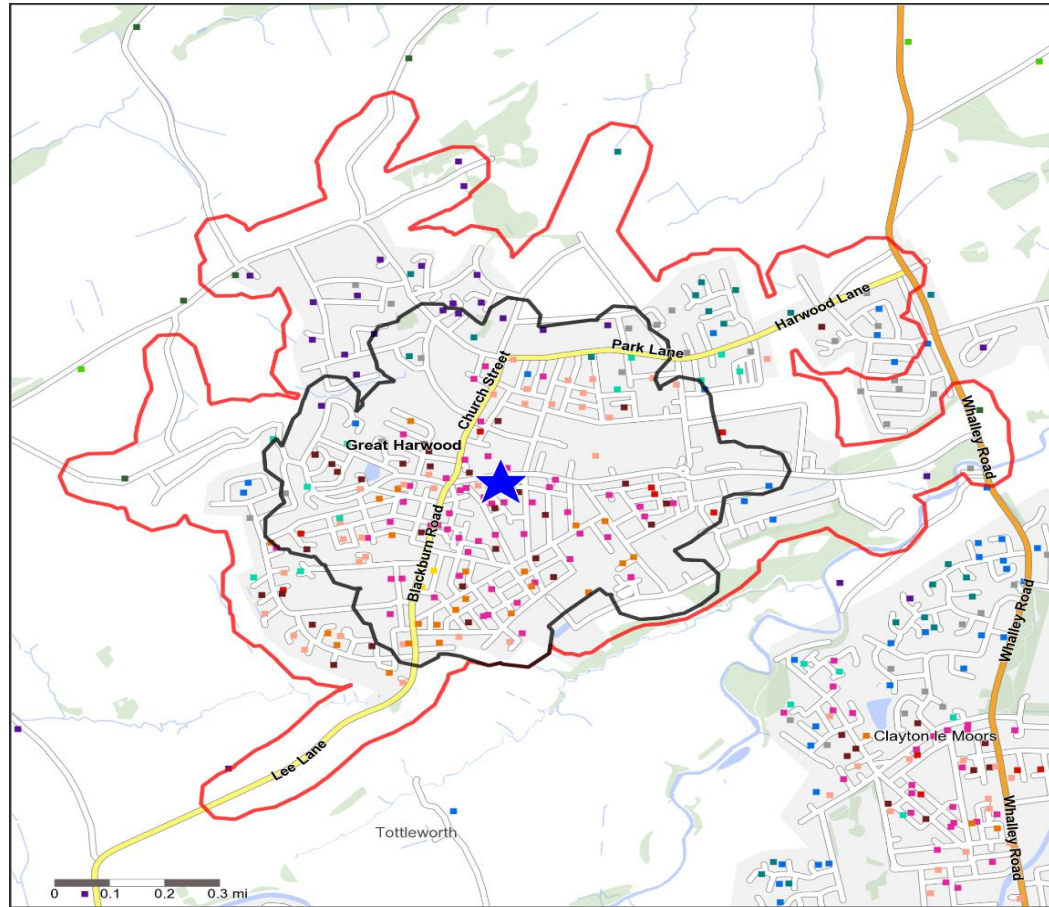 Harwood Lane
Park Lane
Church Street
Great Harwood
Whalley Road
Blackburn Road
Whalley Road
Clayton le Moors
Lee Lane
Whalley Road
Tottleworth
0 0.1 0.2 0.3 mi